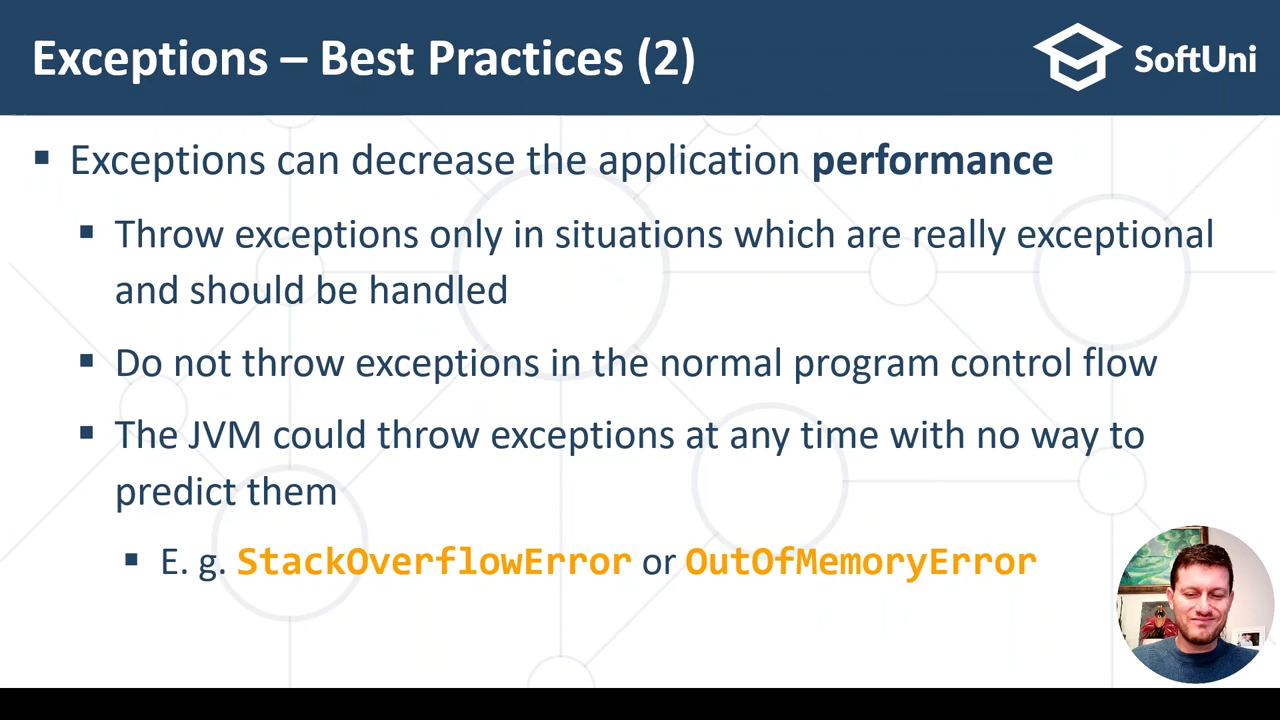 Exceptions – Best Practices (2)
SoftUni
▪ Exceptions can decrease the application performance
▪ Throw exceptions only in situations which are really exceptional
and should be handled
▪ Do not throw exceptions in the normal program control flow
▪ The JVM could throw exceptions at any time with no way to
predict them
▪ E. g. StackOverflowError or OutOfMemoryError